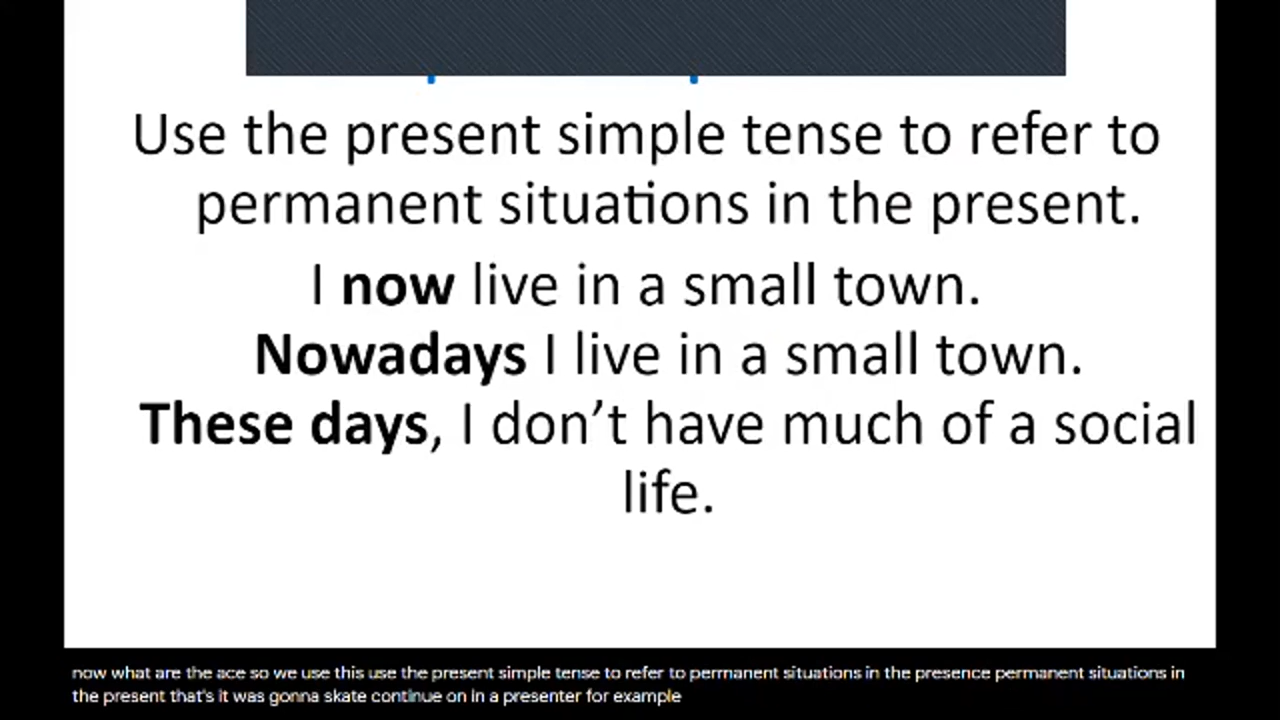 Use the present simple tense to refer to
permanent situations in the present.
I now live in a small town.
Nowadays I live in a small town.
These days, I don’t have much of a social
life.
now what are the ace so we use this use the present simple tense to refer to permanent situations in the presence permanent situations in
the present that's it was gonna skate continue on in a presenter for example